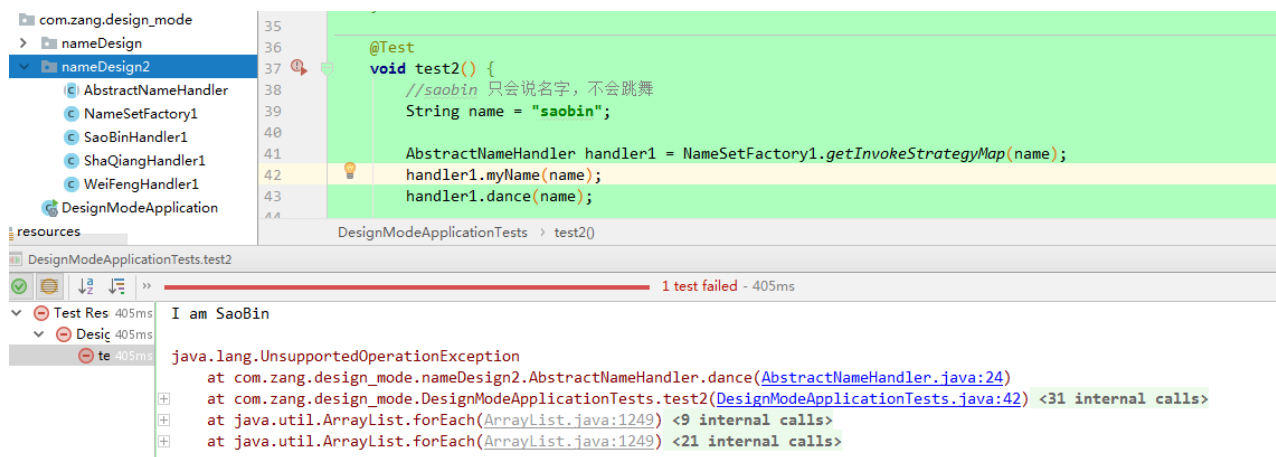 com.zang.design_mode
nameDesign
nameDesign2
AbstractNameHandler
NameSetFactory1
SaoBinHandler1
ShaQiangHandler1
WeiFengHandler1
DesignModeApplication
resources
35
36 @Test
37 void test2() {
38 //saobin 只会说名字，不会跳舞
39 String name = "saobin";
40
41 AbstractNameHandler handler1 = NameSetFactory1.getInvokeStrategyMap(name);
42 handler1.myName(name);
43 handler1.dance(name);
44
DesignModeApplicationTests > test2()
DesignModeApplicationTests.test2
1 test failed - 405ms
Test Res 405ms
Desig 405ms
te 405ms
I am SaoBin
java.lang.UnsupportedOperationException
at com.zang.design_mode.nameDesign2.AbstractNameHandler.dance(AbstractNameHandler.java:24)
at com.zang.design_mode.DesignModeApplicationTests.test2(DesignModeApplicationTests.java:42) <31 internal calls>
at java.util.ArrayList.forEach(ArrayList.java:1249) <9 internal calls>
at java.util.ArrayList.forEach(ArrayList.java:1249) <21 internal calls>